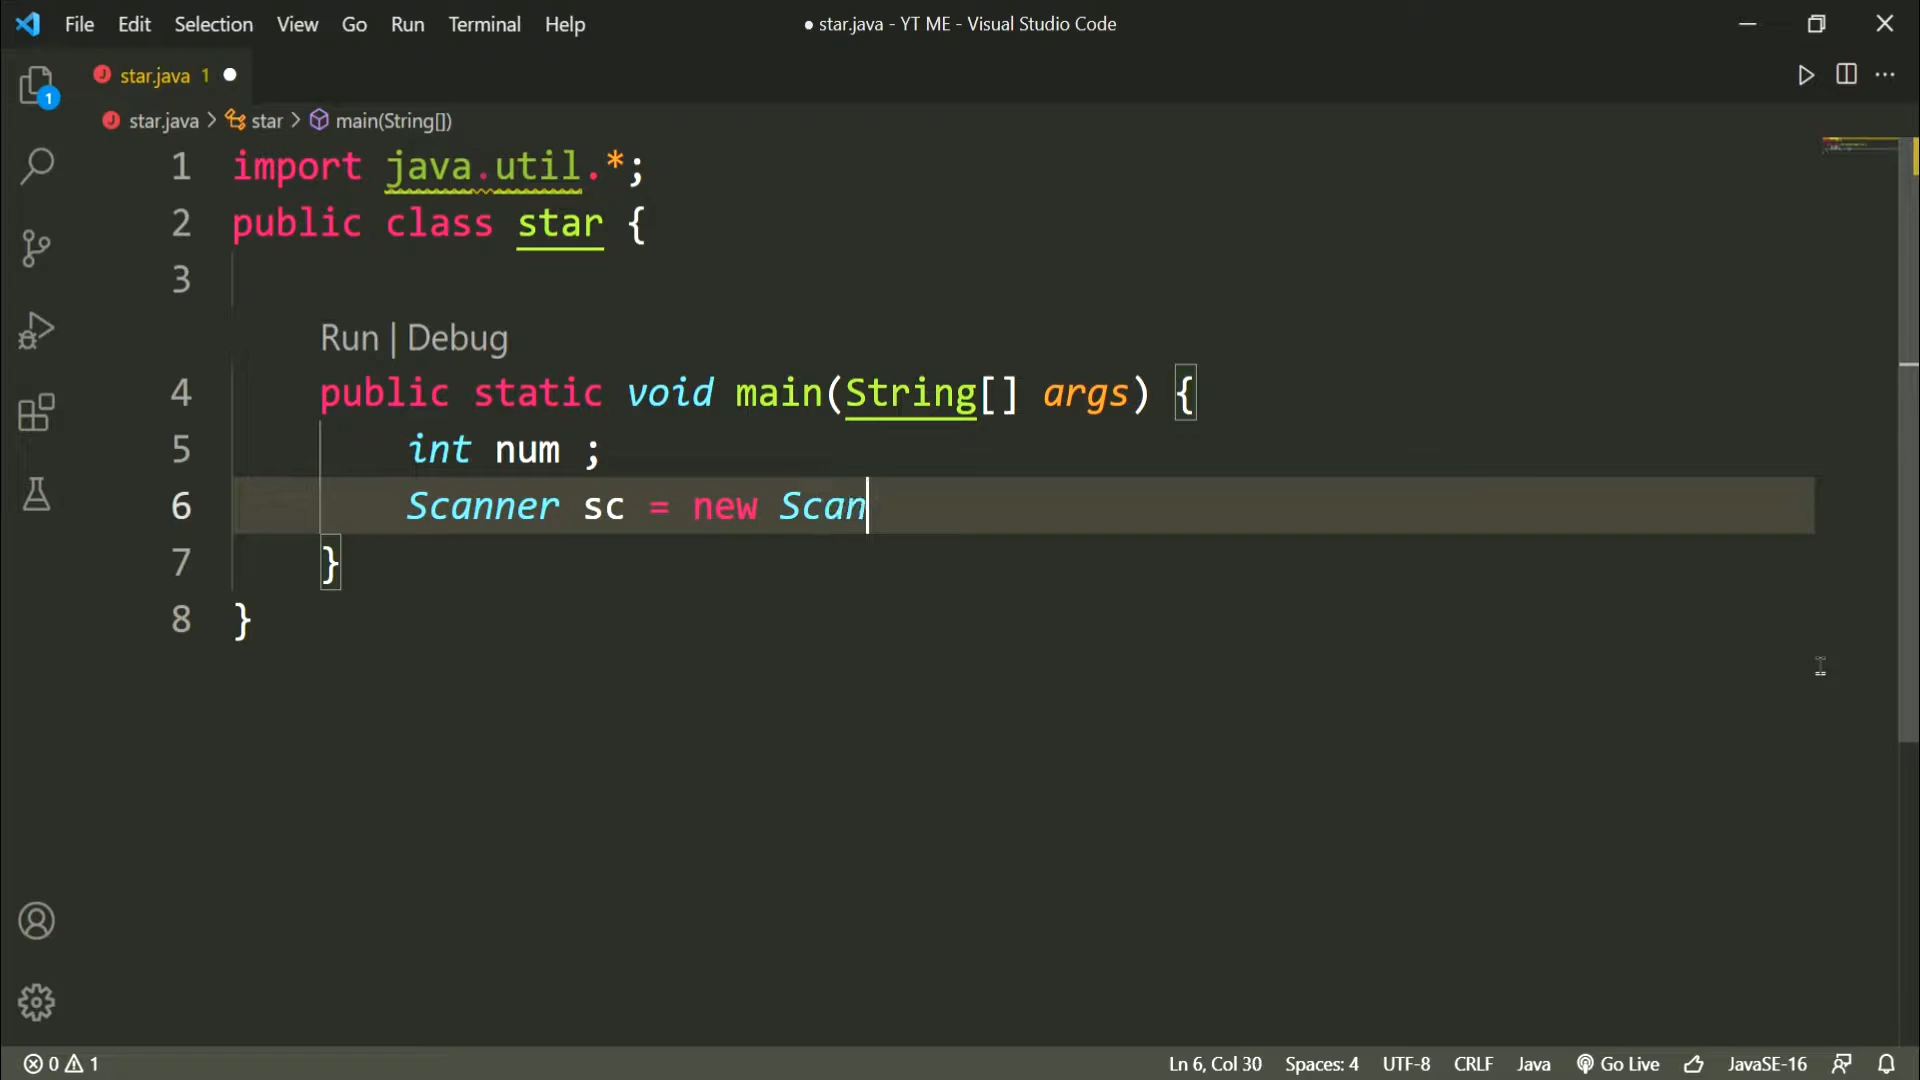 File Edit Selection View Go Run Terminal Help ● star.java - YT ME - Visual Studio Code
1
J star.java 1
J star.java > star > main(String[])
1 import java.util.*;
2 public class star {
3
Run | Debug
4 public static void main(String[] args) {
5 int num ;
6 Scanner sc = new Scan
7 }
8 }
0 1 Ln 6, Col 30 Spaces: 4 UTF-8 CRLF Java Go Live JavaSE-16